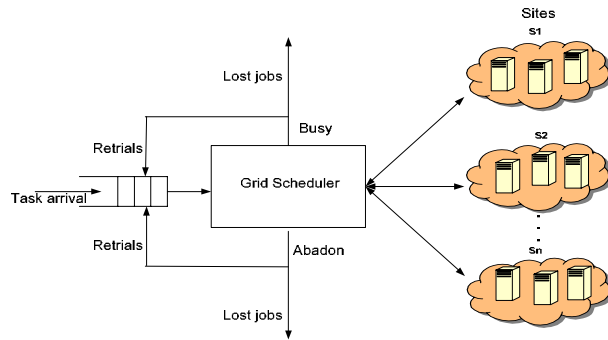 Sites
S1
Lost jobs
Busy
Retrials
S2
Grid Scheduler
Task arrival
Retrials
Abadon
Sn
Lost jobs